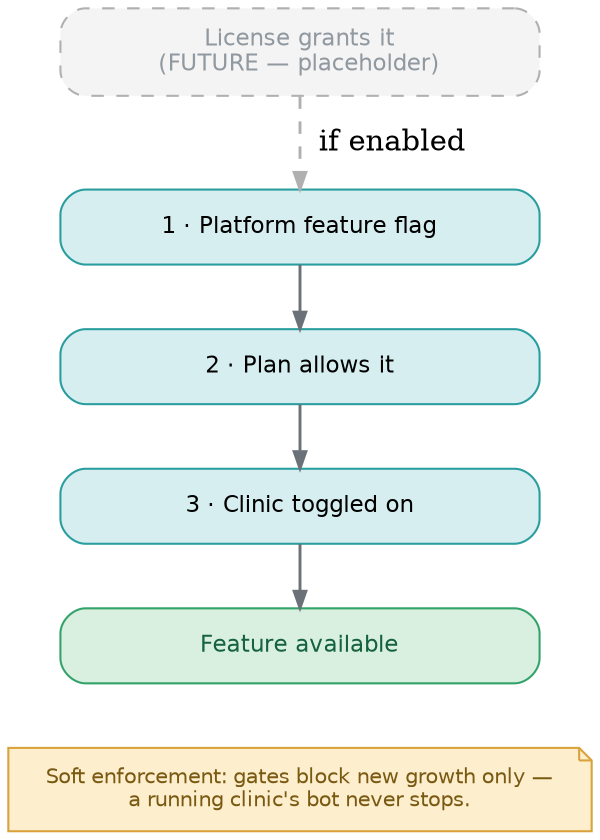 License grants it
(FUTURE — placeholder)
if enabled
1 · Platform feature flag
2 · Plan allows it
3 · Clinic toggled on
Feature available
Soft enforcement: gates block new growth only —
a running clinic's bot never stops.